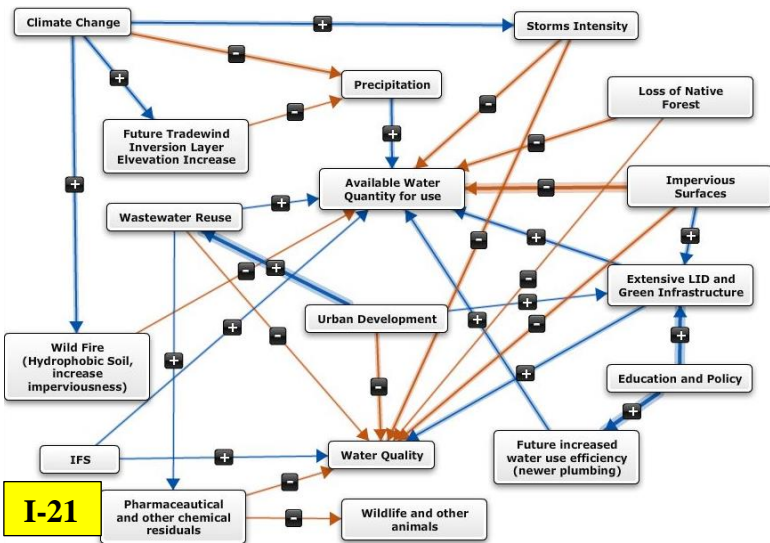 Climate Change
+
Storms Intensity
-
Precipitation
+
-
-
Loss of Native
Forest
Future Tradewind
Inversion Layer
Elvevation Increase
+
-
-
+
Available Water
Quantity for use
-
Impervious
Surfaces
Wastewater Reuse
+
+
-
+
-
+
-
Extensive LID and
Green Infrastructure
Urban Development
+
+
-
+
-
Wild Fire
(Hydrophobic Soil,
increase
imperviousness)
+
-
+
+
Education and Policy
+
IFS
+
Water Quality
Future increased
water use efficiency
(newer plumbing)
-
I-21
Pharmeaceutical
and other chemical
residuals
-
Wildlife and other
animals